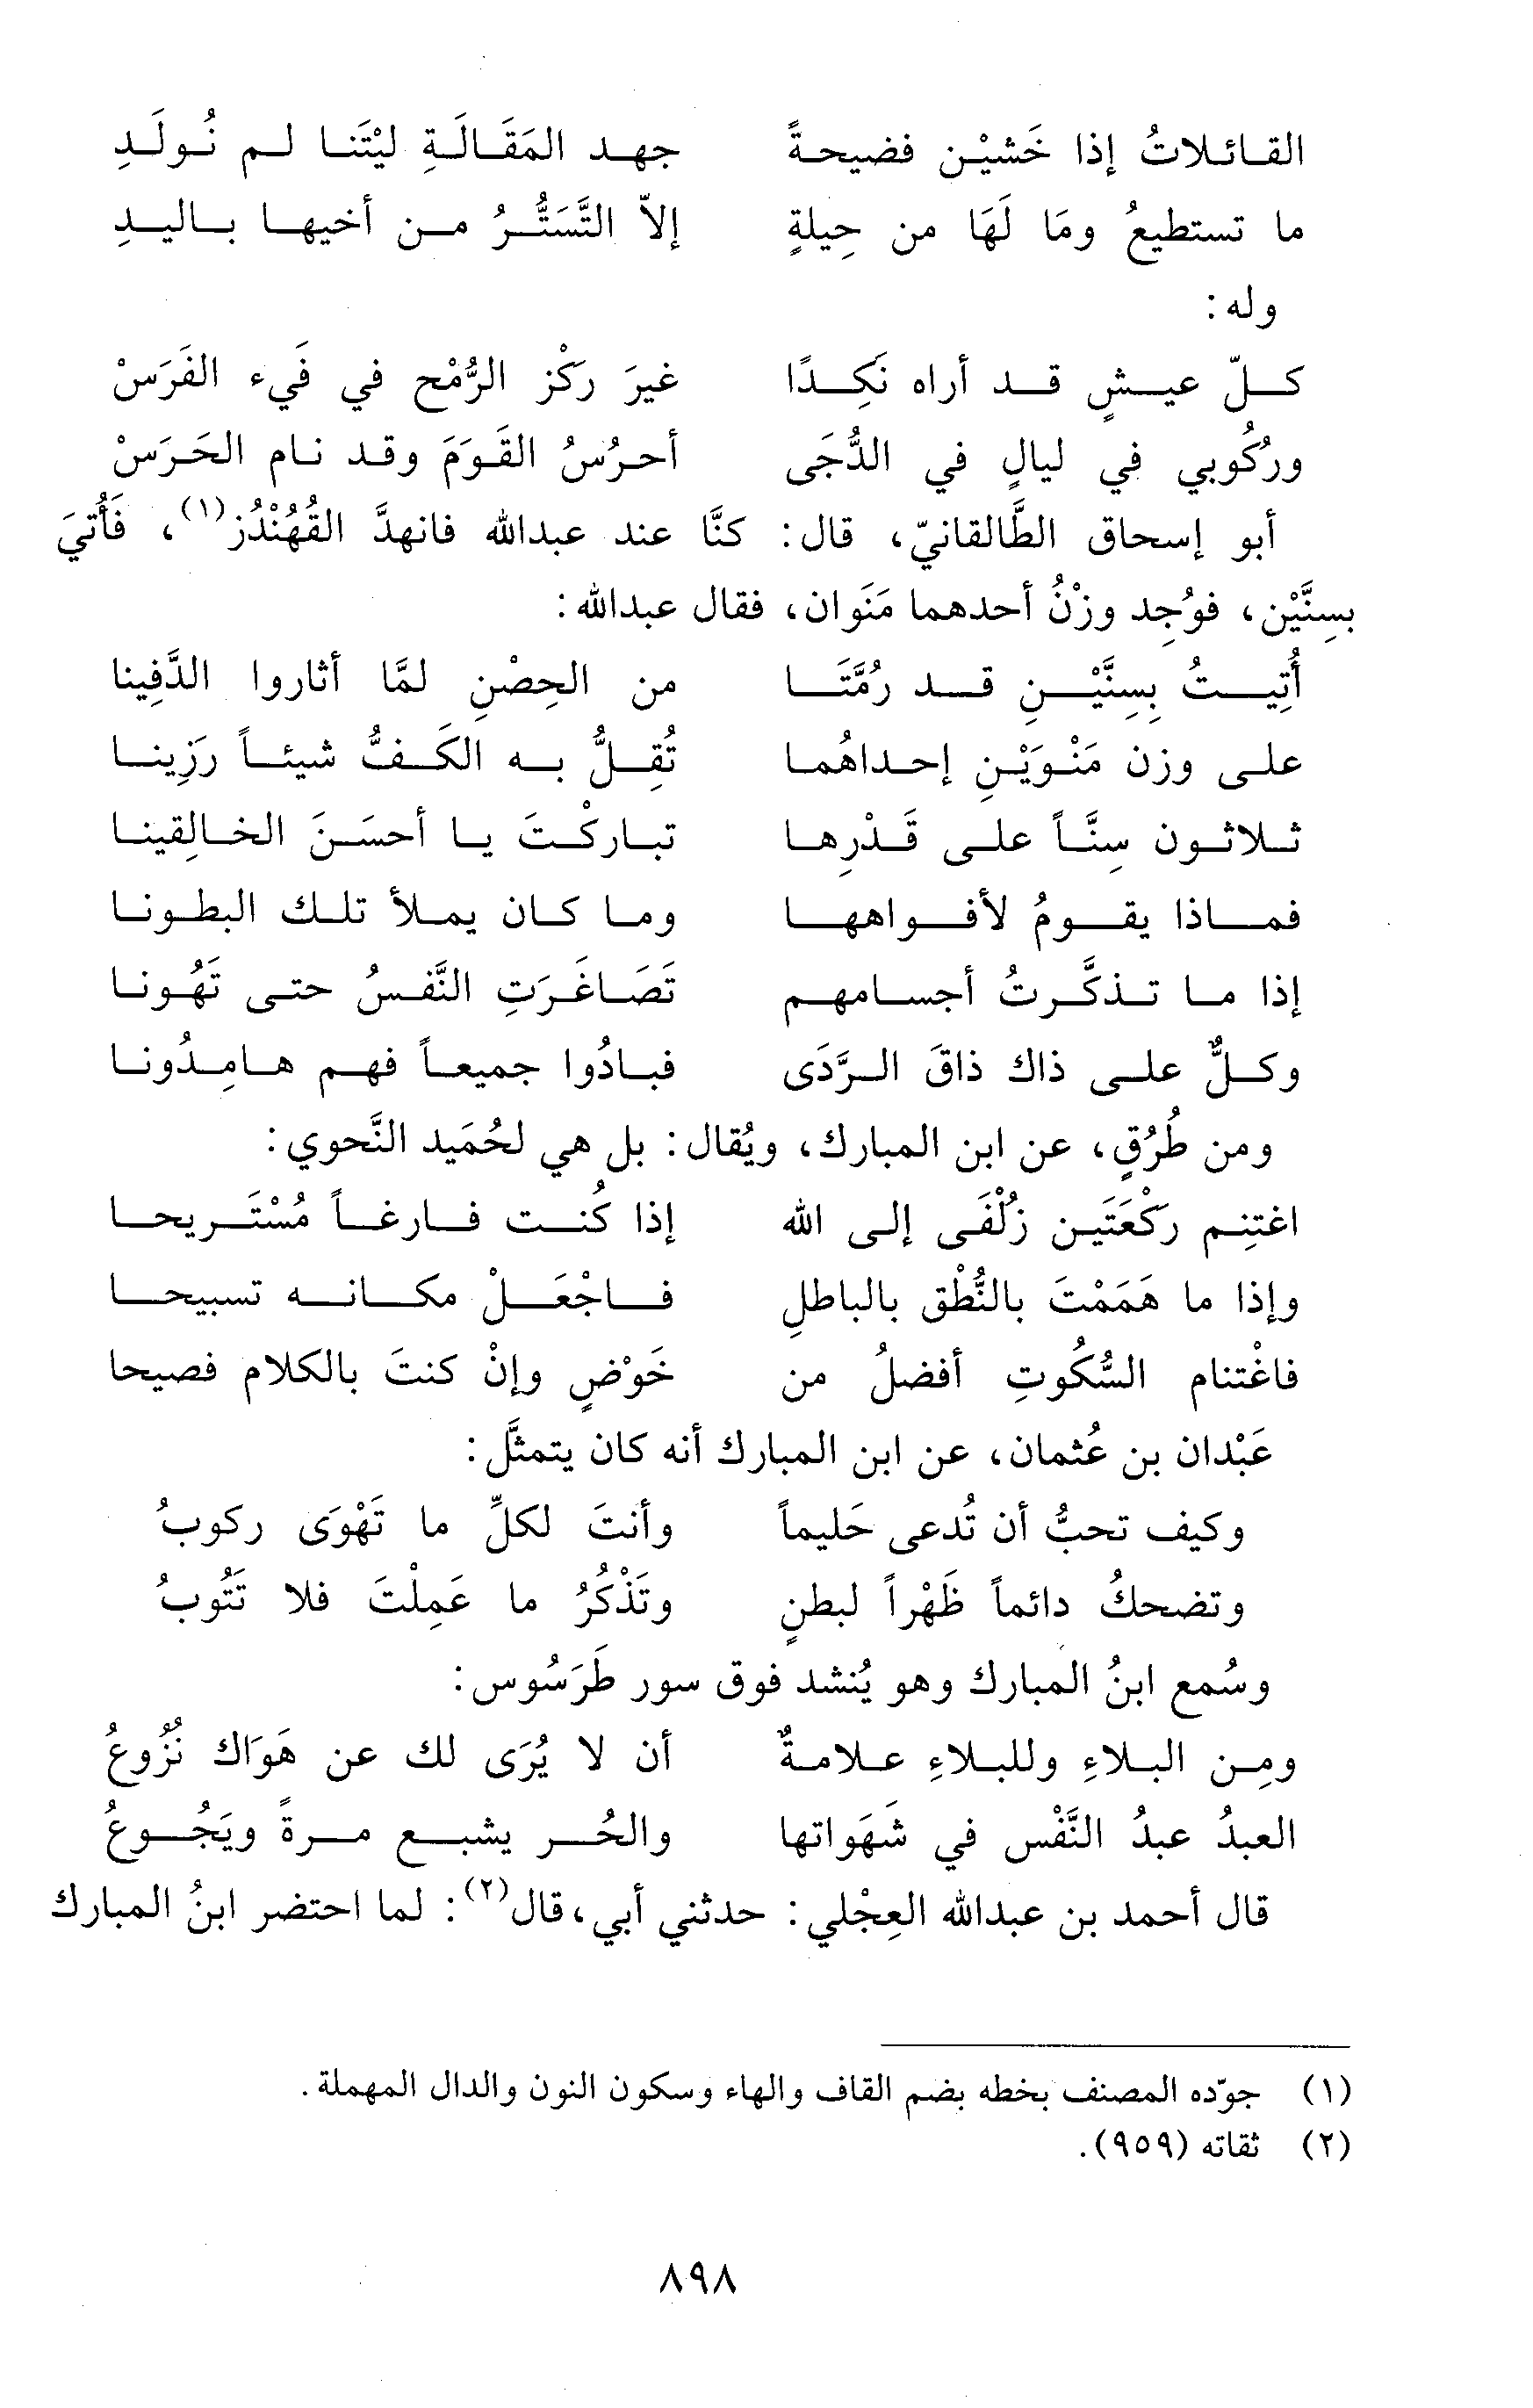 القائلاتُ إذا خَشيْن فضيحةً جهد المَقَالَةِ ليْتَنا لم نُولَدِ
ما تستطيعُ ومَا لَهَا من حِيلةٍ إلاّ التَّسَتُّرُ من أخيها باليدِ
وله:
كلّ عيشٍ قد أراه نَكِدًا غيرَ ركْز الرُّمْح في فَيء الفَرَسْ
ورُكُوبي في ليالٍ في الدُّجَى أحرُسُ القَوَمَ وقد نام الحَرَسْ
أبو إسحاق الطَّالقانيّ، قال: كنَّا عند عبدالله فانهدَّ القُهُنْدُز(١)، فَأُتيَ
بسِنَّيْن، فوُجِد وزْنُ أحدهما مَنَوان، فقال عبدالله:
أُتِيتُ بِسِنَّيْنِ قد رُمَّتَا من الحِصْنِ لمَّا أثاروا الدَّفِينا
على وزن مَنْوَيْنِ إحداهُما تُقِلُّ به الكَفُّ شيئاً رَزِينا
ثلاثون سِنَّاً على قَدْرِها تباركْتَ يا أحسَنَ الخالِقينا
فماذا يقومُ لأفواهها وما كان يملأ تلك البطونا
إذا ما تذكَّرتُ أجسامهم تَصَاغَرَتِ النَّفسُ حتى تَهُونا
وكلٌّ على ذاك ذاقَ الرَّدَى فبادُوا جميعاً فهم هامِدُونا
ومن طُرُقٍ، عن ابن المبارك، ويُقال: بل هي لحُمَيد النَّحوي:
اغتنِم ركْعَتَين زُلْفَى إلى الله إذا كُنت فارغاً مُسْتَريحا
وإذا ما هَمَمْتَ بالنُّطْق بالباطلِ فاجْعَلْ مكانه تسبيحا
فاغْتنام السُّكُوتِ أفضلُ من خَوْضٍ وإنْ كنتَ بالكلام فصيحا
عَبْدان بن عُثمان، عن ابن المبارك أنه كان يتمثَّل:
وكيف تحبُّ أن تُدعى حَليماً وأنتَ لكلِّ ما تَهْوَى ركوبُ
وتضحكُ دائماً ظَهْراً لبطنٍ وتَذْكُرُ ما عَمِلْتَ فلا تَتُوبُ
وسُمع ابنُ المبارك وهو يُنشد فوق سور طَرَسُوس:
ومِن البلاءِ وللبلاءِ علامةٌ أن لا يُرَى لك عن هَوَاك نُزُوعُ
العبدُ عبدُ النَّفْس في شَهَواتها والحُر يشبع مرةً ويَجُوعُ
قال أحمد بن عبدالله العِجْلي: حدثني أبي، قال(٢): لما احتضر ابنُ المبارك
(١) جوّده المصنف بخطه بضم القاف والهاء وسكون النون والدال المهملة.
(٢) ثقاته (٩٥٩).
٨٩٨